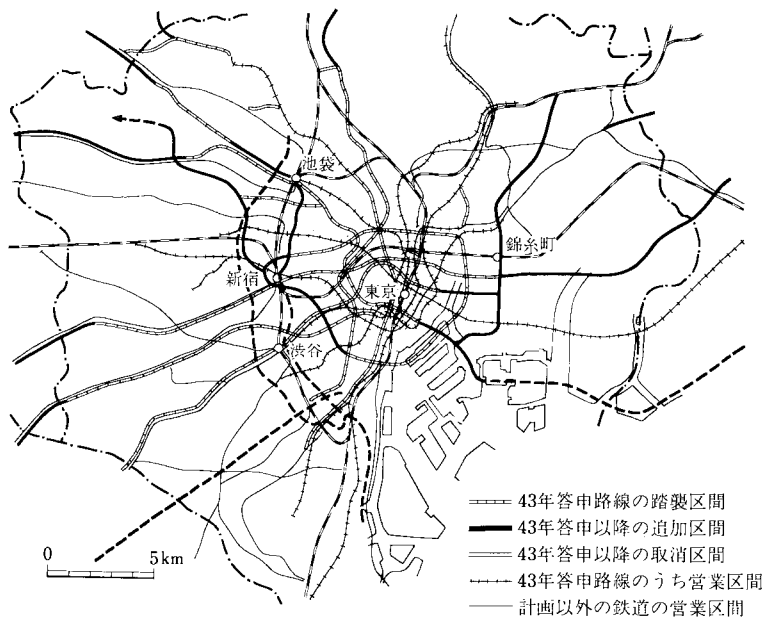 池袋
錦糸町
新宿
東京
渋谷
43年答申路線の踏襲区間
43年答申以降の追加区間
43年答申以降の取消区間
43年答申路線のうち営業区間
計画以外の鉄道の営業区間
0 5km